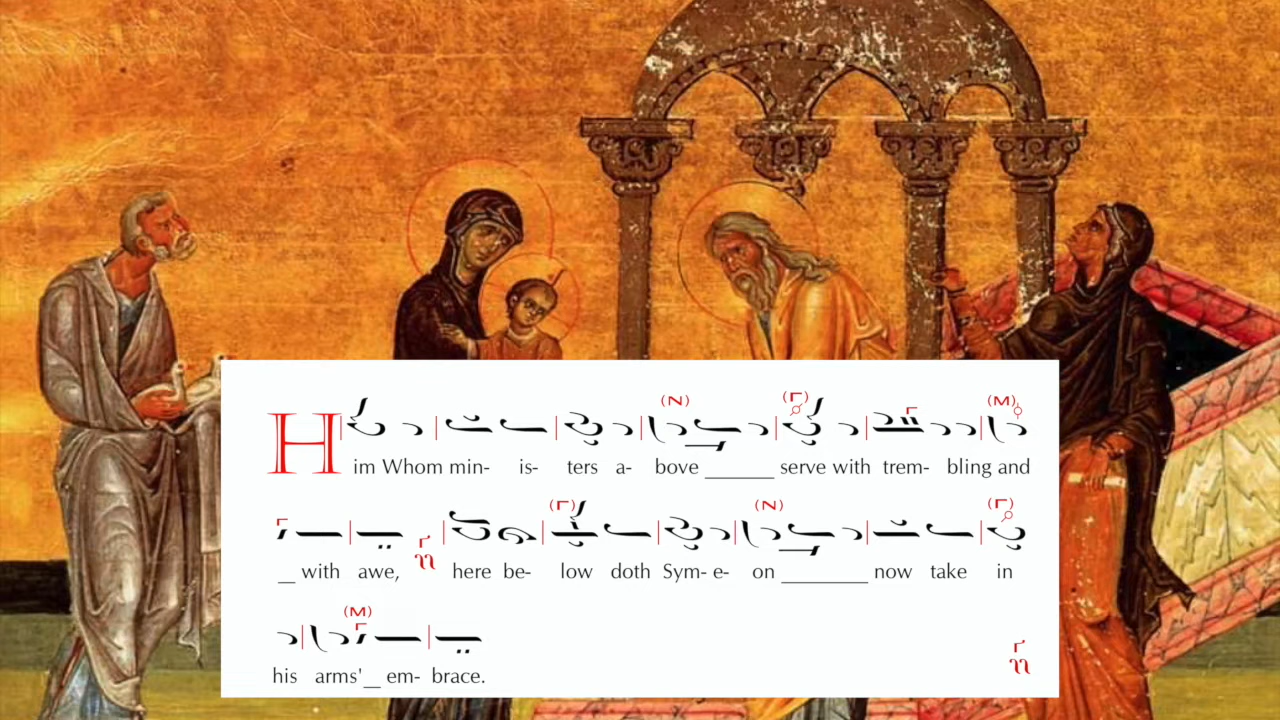 Him Whom min- is- ters a- bove ______ serve with trem- bling and
__ with awe, here be- low doth Sym- e- on ________ now take in
his arms'__ em- brace.